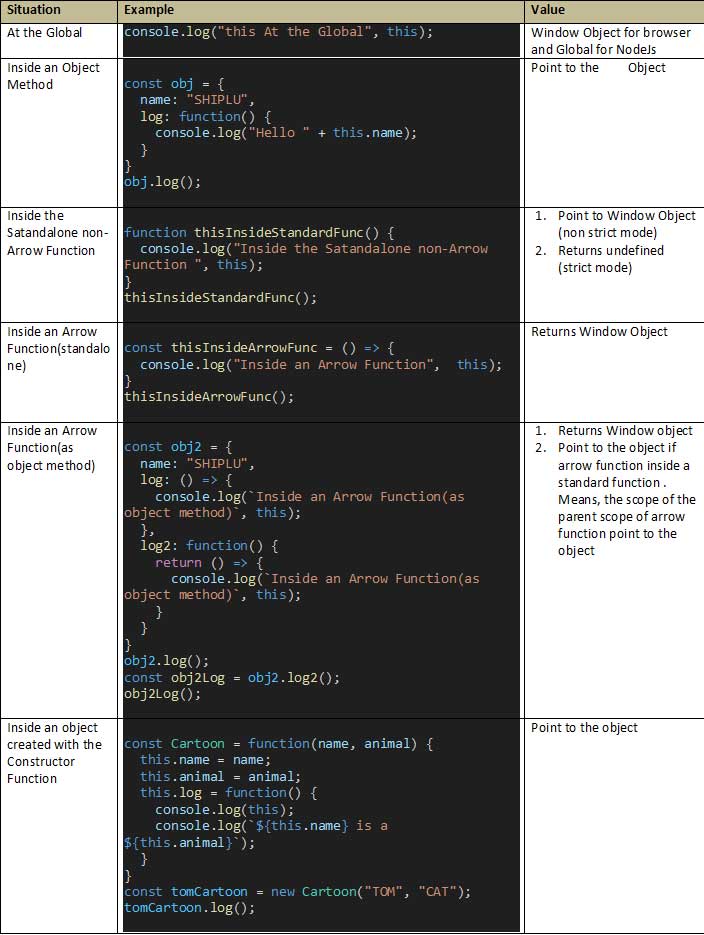 Situation Example Value
At the Global
console.log("this At the Global", this);
Window Object for browser
and Global for NodeJs
Inside an Object
Method
const obj = {
  name: "SHIPLU",
  log: function() {
    console.log("Hello " + this.name);
  }
}
obj.log();
Point to the Object
Inside the
Satandalone non-
Arrow Function
function thisInsideStandardFunc() {
  console.log("Inside the Satandalone non-Arrow
Function ", this);
}
thisInsideStandardFunc();
1. Point to Window Object
(non strict mode)
2. Returns undefined
(strict mode)
Inside an Arrow
Function(standalo
ne)
const thisInsideArrowFunc = () => {
  console.log("Inside an Arrow Function",  this);
}
thisInsideArrowFunc();
Returns Window Object
Inside an Arrow
Function(as
object method)
const obj2 = {
  name: "SHIPLU",
  log: () => {
    console.log(`Inside an Arrow Function(as
object method)`, this);
  },
  log2: function() {
    return () => {
      console.log(`Inside an Arrow Function(as
object method)`, this);
    }
  }
}
obj2.log();
const obj2Log = obj2.log2();
obj2Log();
1. Returns Window object
2. Point to the object if
arrow function inside a
standard function .
Means, the scope of the
parent scope of arrow
function point to the
object
Inside an object
created with the
Constructor
Function
const Cartoon = function(name, animal) {
  this.name = name;
  this.animal = animal;
  this.log = function() {
    console.log(this);
    console.log(`${this.name} is a
${this.animal}`);
  }
}
const tomCartoon = new Cartoon("TOM", "CAT");
tomCartoon.log();
Point to the object